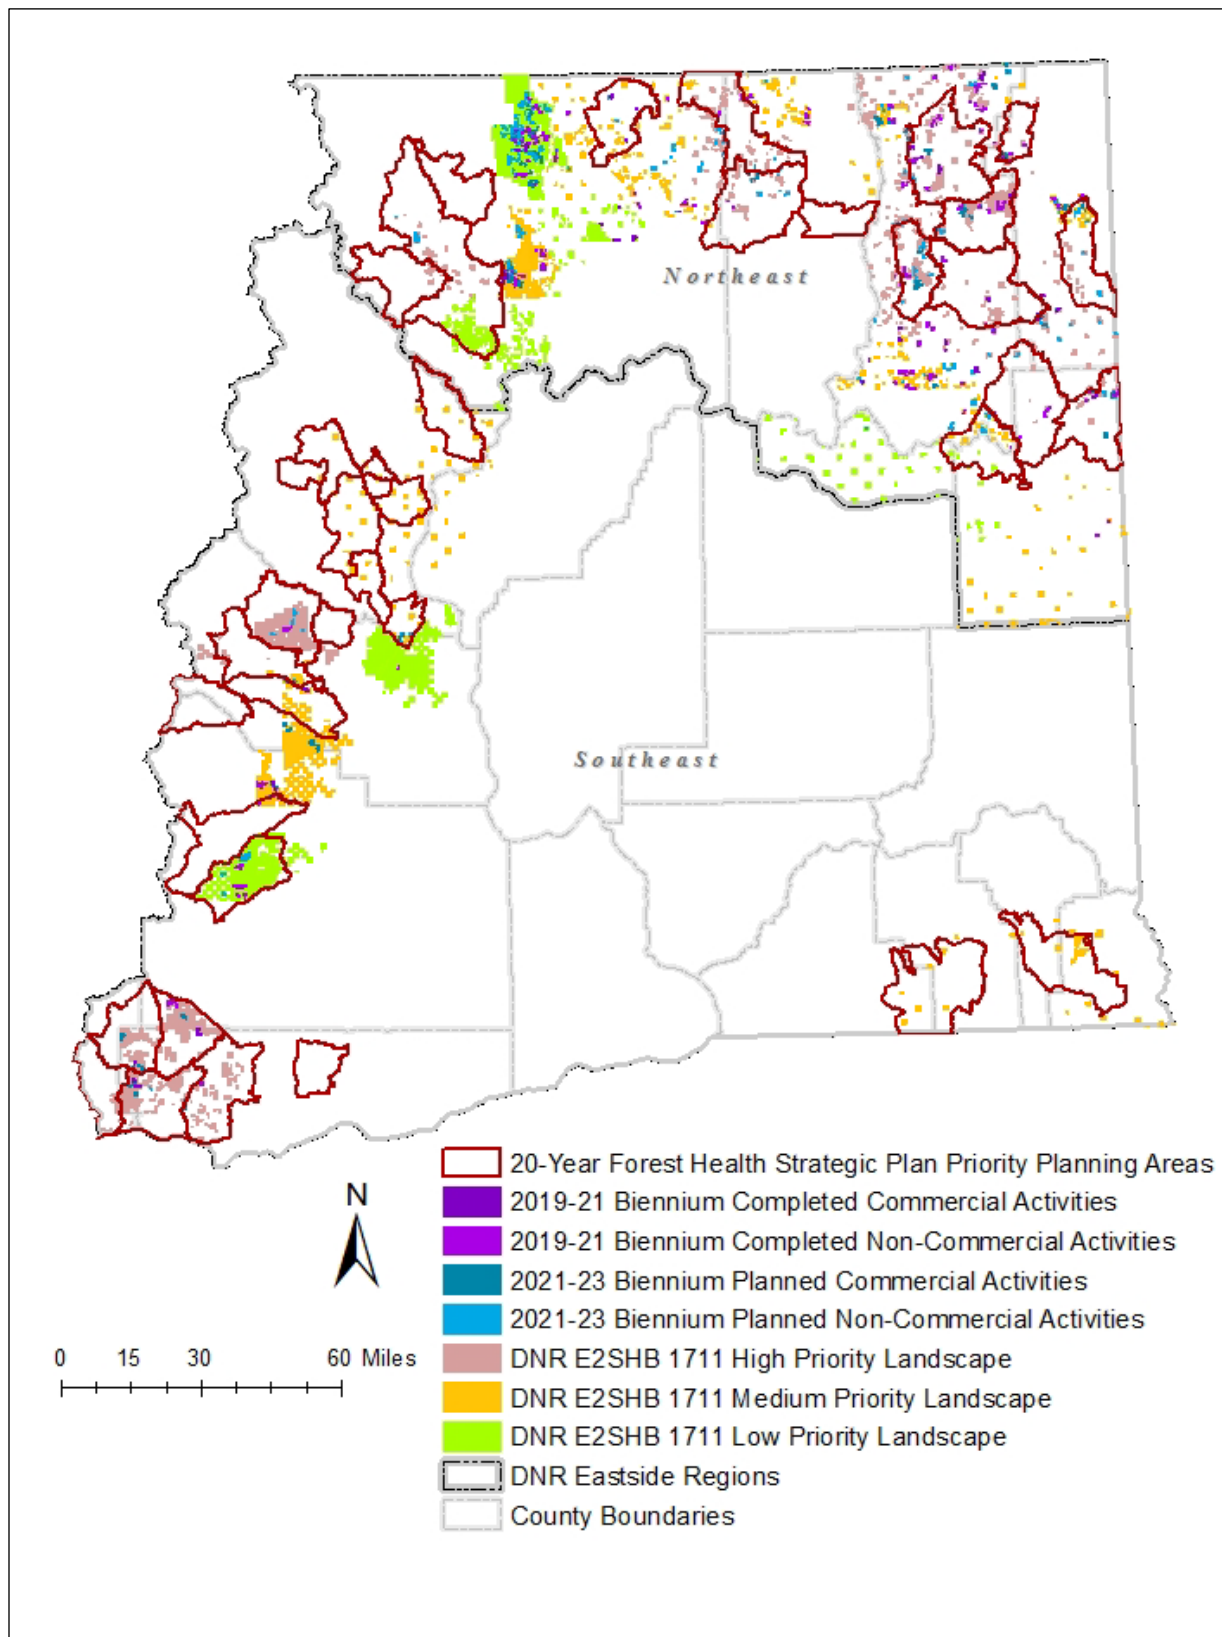 Northeast
Southeast
20-Year Forest Health Strategic Plan Priority Planning Areas
2019-21 Biennium Completed Commercial Activities
2019-21 Biennium Completed Non-Commercial Activities
2021-23 Biennium Planned Commercial Activities
2021-23 Biennium Planned Non-Commercial Activities
DNR E2SHB 1711 High Priority Landscape
DNR E2SHB 1711 Medium Priority Landscape
DNR E2SHB 1711 Low Priority Landscape
DNR Eastside Regions
County Boundaries
N
0 15 30 60 Miles